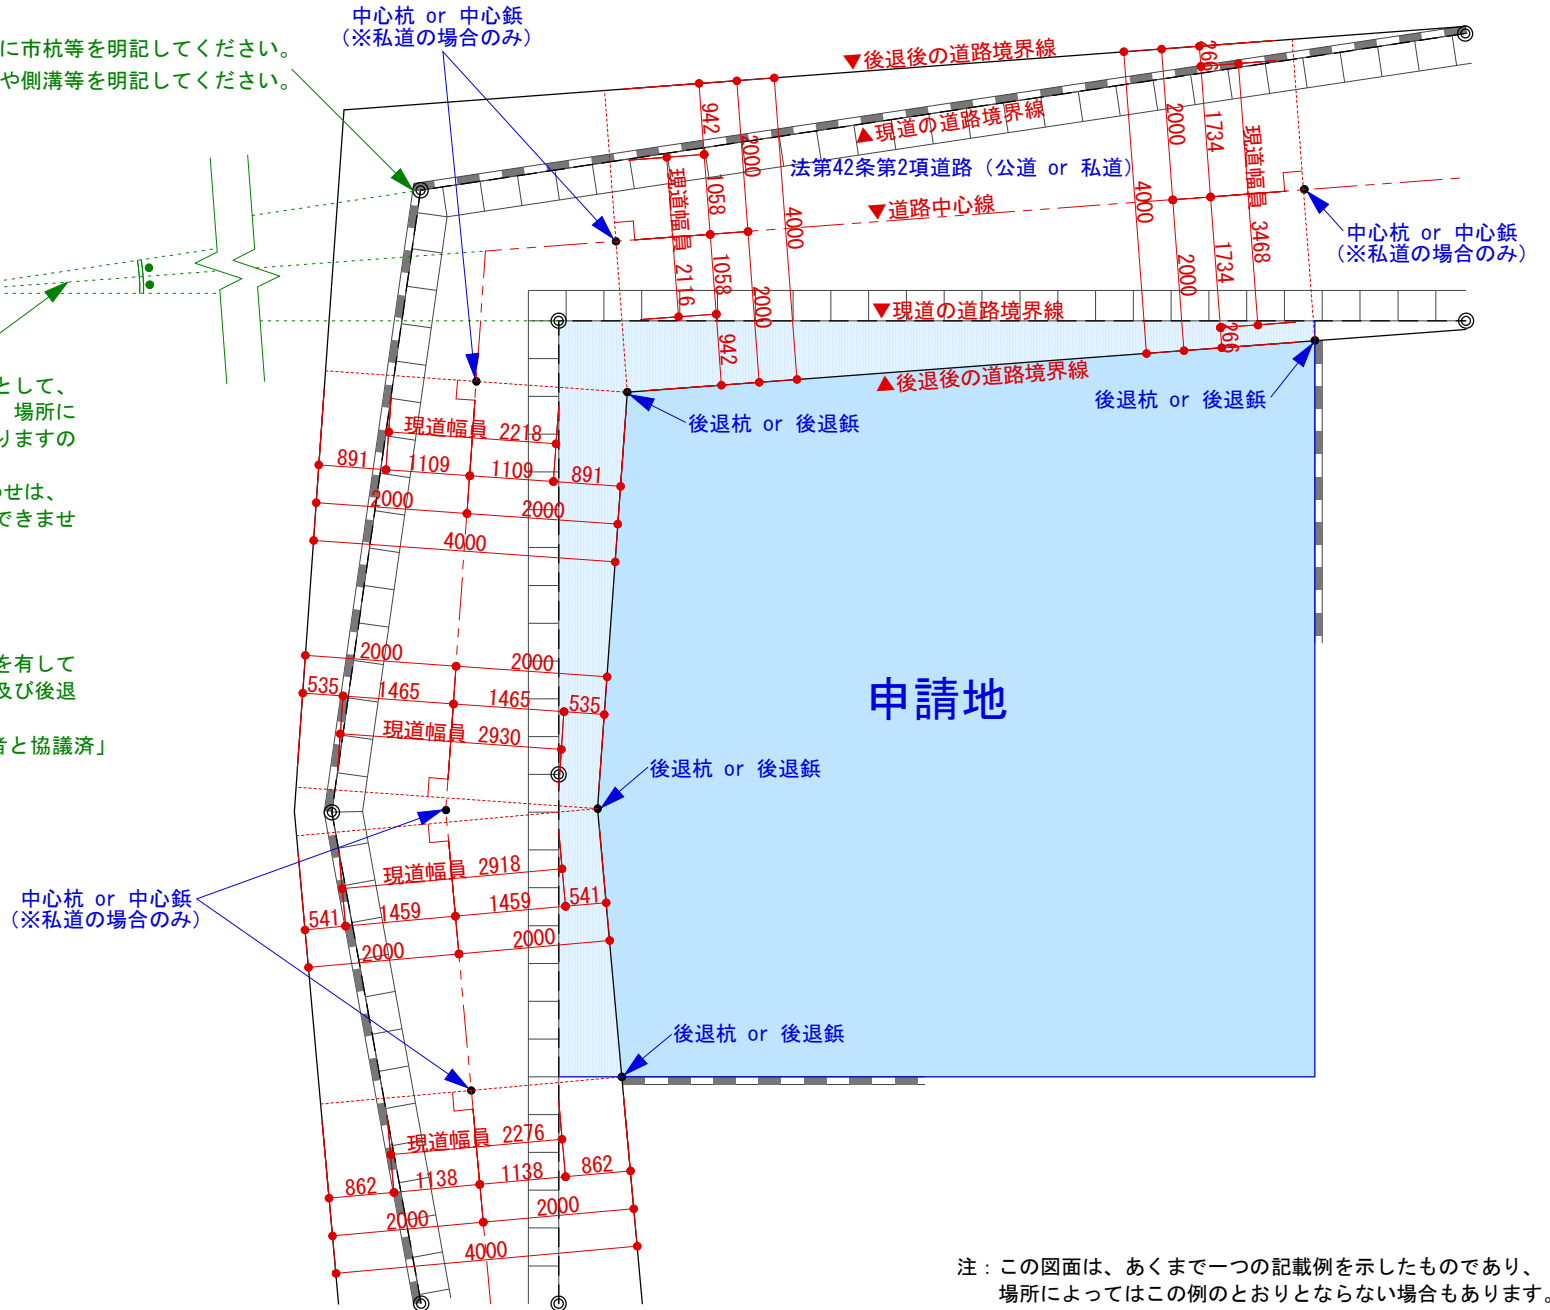 中心杭 or 中心鋲
（※私道の場合のみ）
に市杭等を明記してください。
や側溝等を明記してください。
▼後退後の道路境界線
266
942
2000
2000
1734
▲現道の道路境界線
現道幅員 3468
法第42条第2項道路（公道 or 私道）
現道幅員 2116
1058
4000
4000
▼道路中心線
中心杭 or 中心鋲
（※私道の場合のみ）
1058
2000
2000
1734
▼現道の道路境界線
942
266
▲後退後の道路境界線
として、
場所に
りますの
後退杭 or 後退鋲
後退杭 or 後退鋲
現道幅員 2218
891
1109
1109
891
わせは、
できませ
2000
2000
4000
を有して
及び後退
者と協議済」
2000
2000
535
1465
1465
535
現道幅員 2930
申請地
後退杭 or 後退鋲
現道幅員 2918
中心杭 or 中心鋲
（※私道の場合のみ）
541
1459
1459
541
2000
2000
後退杭 or 後退鋲
現道幅員 2276
862
1138
1138
862
2000
2000
4000
注：この図面は、あくまで一つの記載例を示したものであり、
場所によってはこの例のとおりとならない場合もあります。